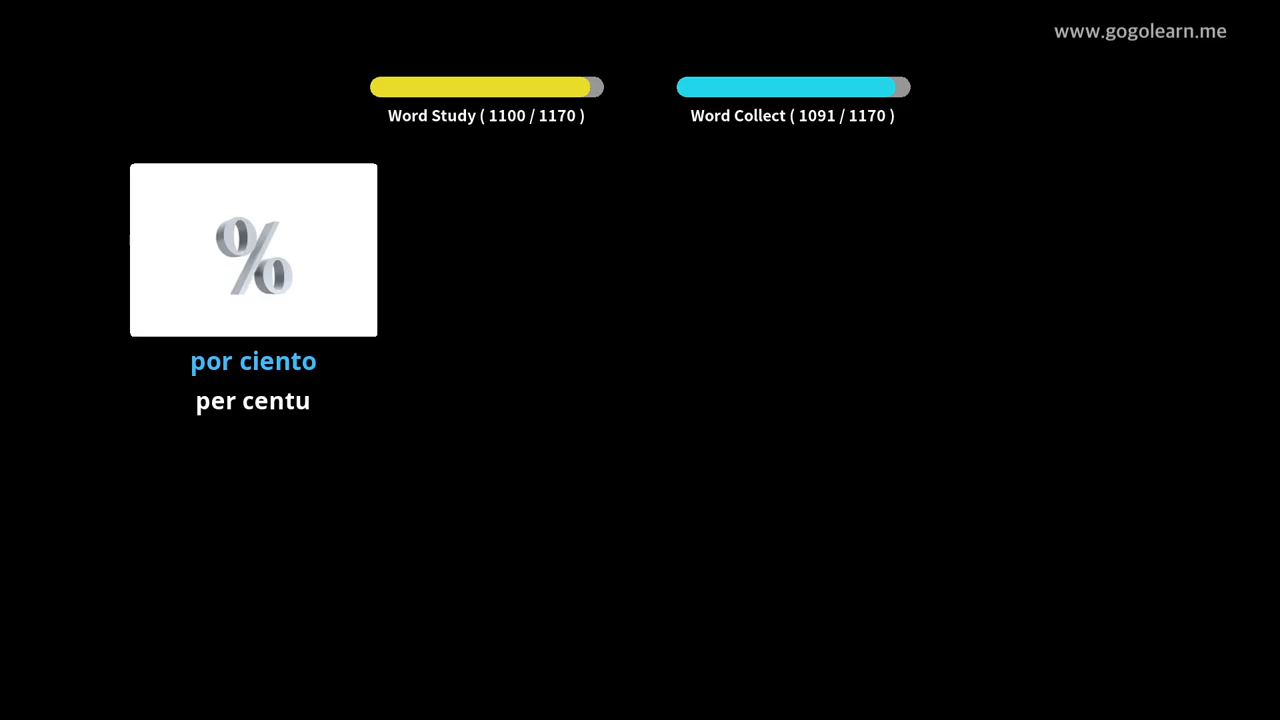 www.gogolearn.me
Word Study ( 1100 / 1170 )
Word Collect ( 1091 / 1170 )
%
por ciento
per centu